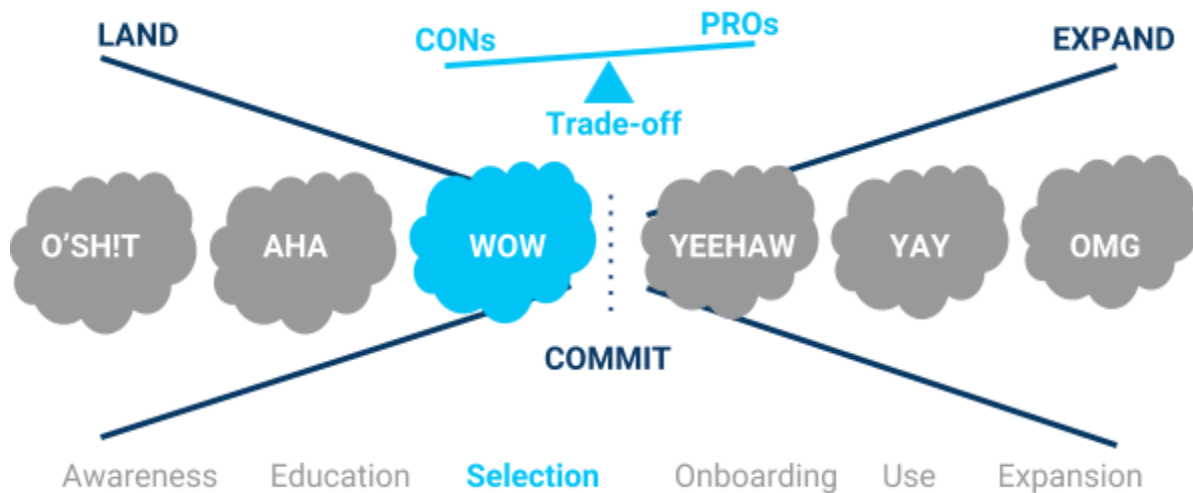 LAND
CONs
PROs
EXPAND
Trade-off
O'SH!T
AHA
WOW
YEEHAW
YAY
OMG
COMMIT
Awareness
Education
Selection
Onboarding
Use
Expansion